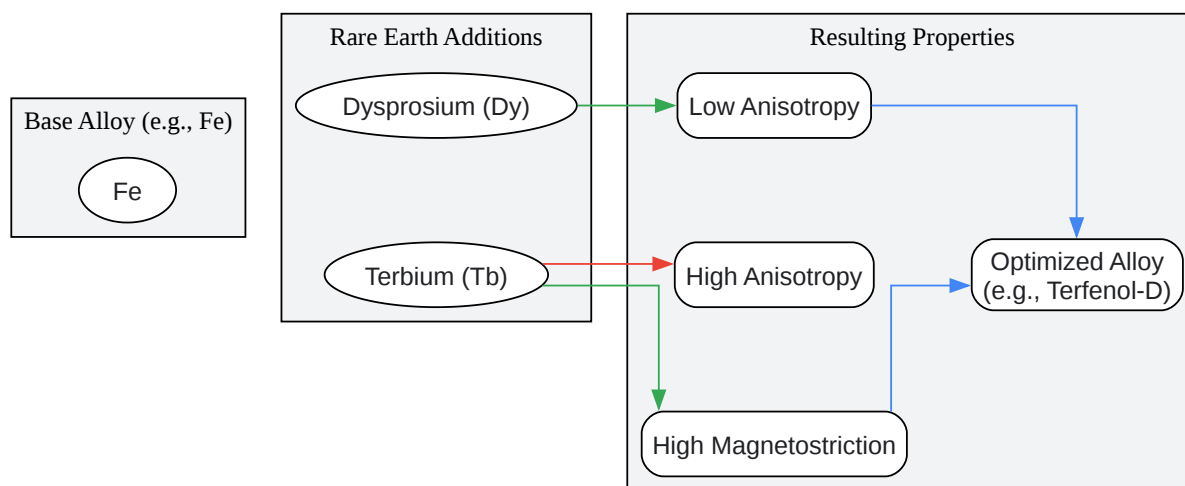 Base Alloy (e.g., Fe)
Fe
Rare Earth Additions
Dysprosium (Dy)
Terbium (Tb)
Resulting Properties
Low Anisotropy
High Anisotropy
High Magnetostriction
Optimized Alloy
(e.g., Terfenol-D)